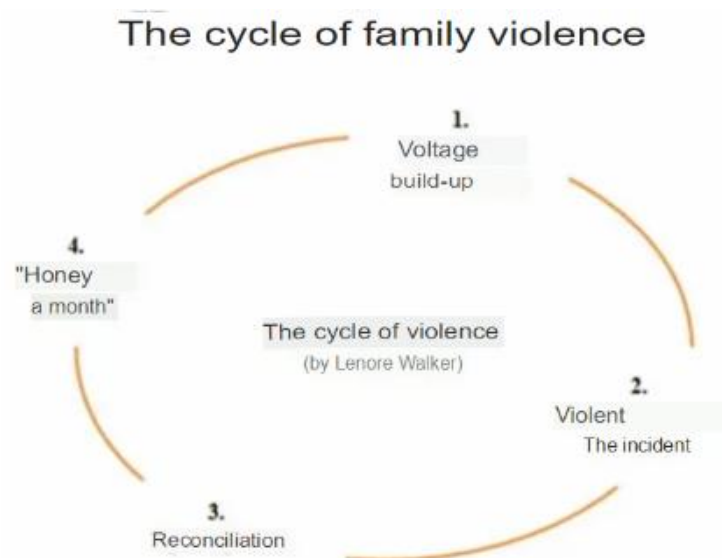 The cycle of family violence
1.
Voltage
build-up
4.
"Honey
a month"
The cycle of violence
(by Lenore Walker)
2.
Violent
The incident
3.
Reconciliation